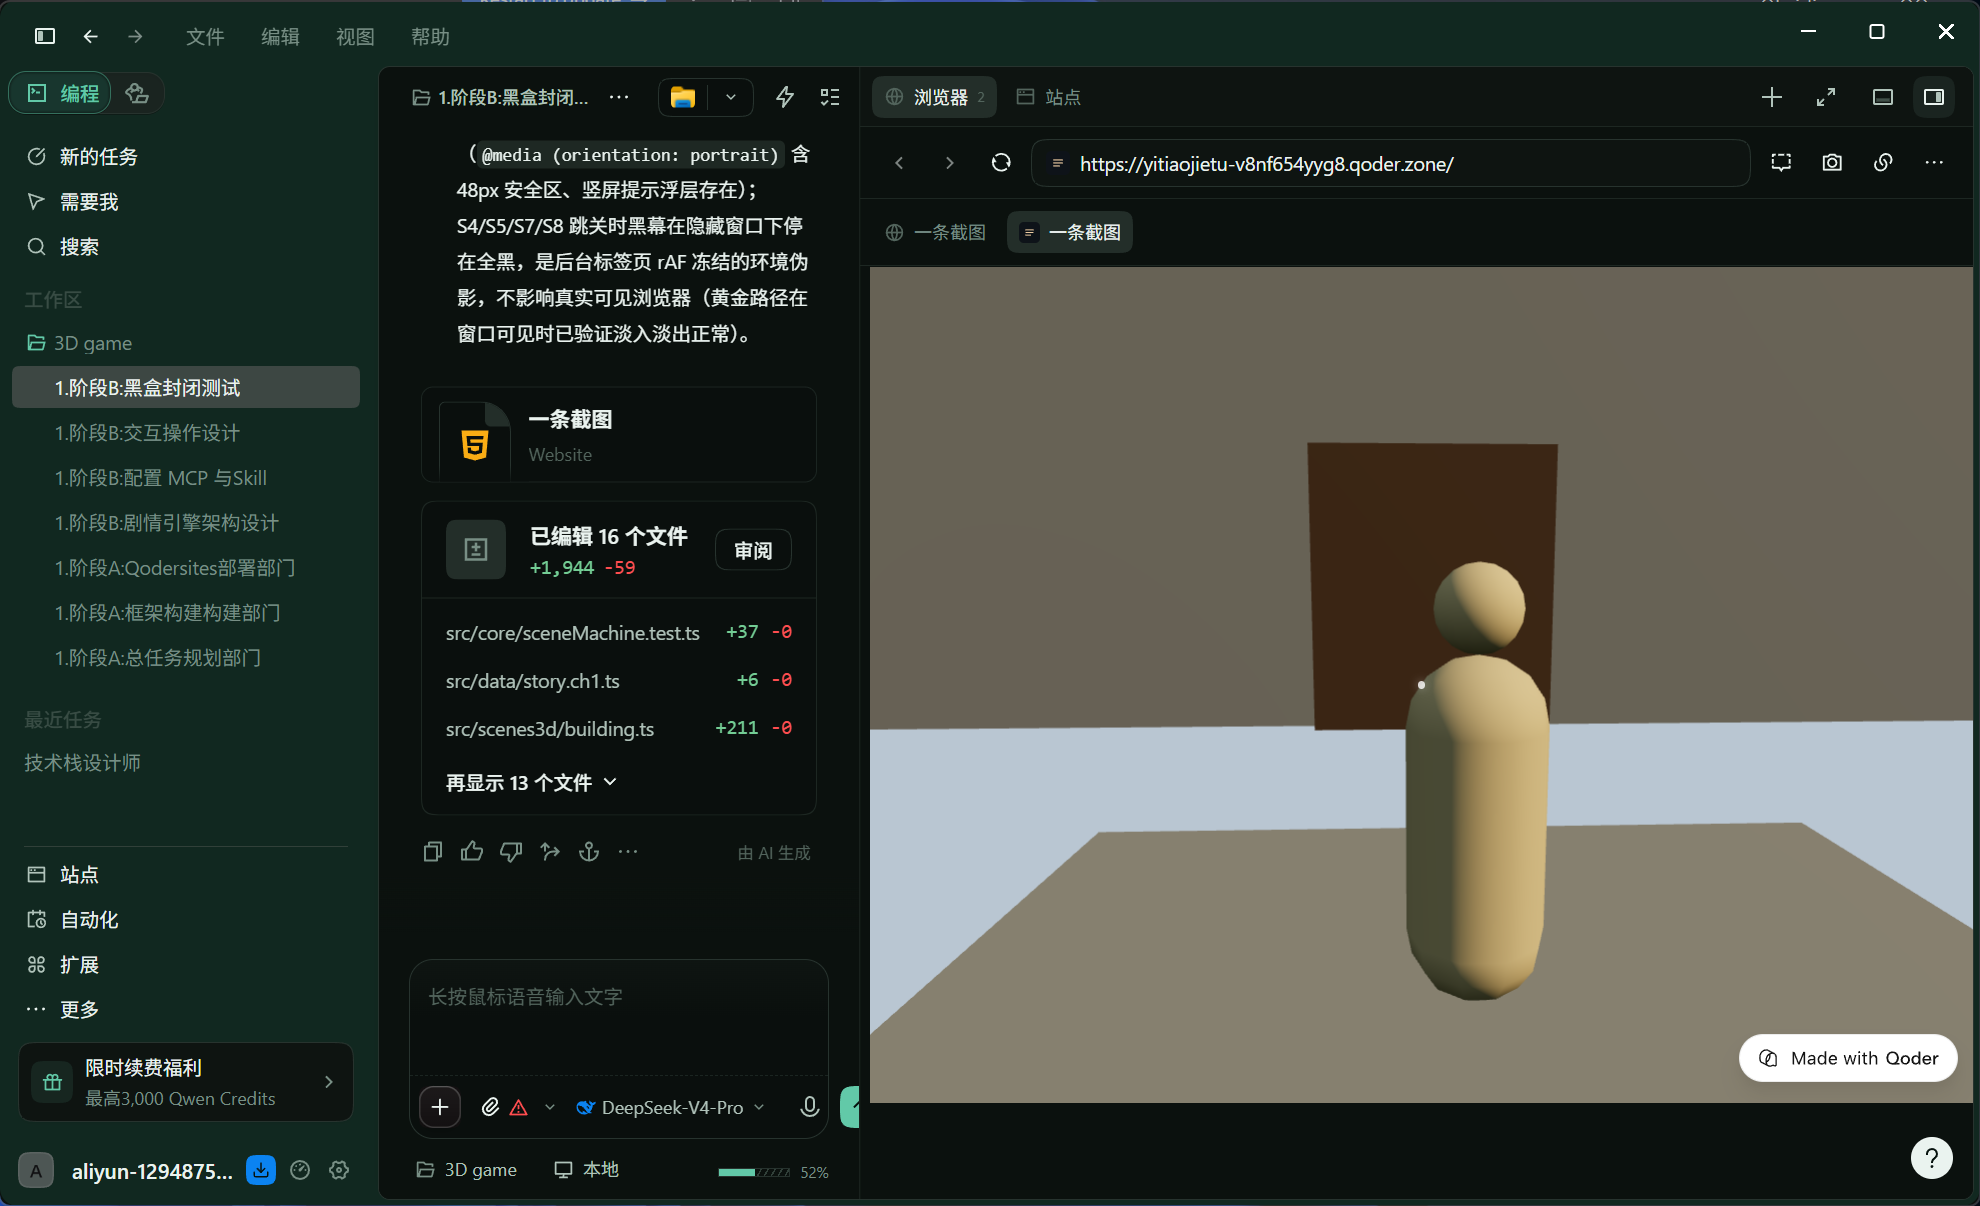 文件 编辑 视图 帮助
编程
新的任务
需要我
搜索
工作区
3D game
1.阶段B:黑盒封闭测试
1.阶段B:交互操作设计
1.阶段B:配置 MCP 与Skill
1.阶段B:剧情引擎架构设计
1.阶段A:Qodersites部署部门
1.阶段A:框架构建构建部门
1.阶段A:总任务规划部门
最近任务
技术栈设计师
站点
自动化
扩展
更多
限时续费福利
最高3,000 Qwen Credits
A aliyun-1294875...
1.阶段B:黑盒封闭...
（@media (orientation: portrait) 含
48px 安全区、竖屏提示浮层存在）；
S4/S5/S7/S8 跳关时黑幕在隐藏窗口下停
在全黑，是后台标签页 rAF 冻结的环境伪
影，不影响真实可见浏览器（黄金路径在
窗口可见时已验证淡入淡出正常）。
一条截图
Website
已编辑 16 个文件
+1,944 -59
审阅
src/core/sceneMachine.test.ts +37 -0
src/data/story.ch1.ts +6 -0
src/scenes3d/building.ts +211 -0
再显示 13 个文件
由 AI 生成
长按鼠标语音输入文字
DeepSeek-V4-Pro
3D game 本地 52%
浏览器 2 站点
https://yitiaojietu-v8nf654yyg8.qoder.zone/
一条截图 一条截图
Made with Qoder
?